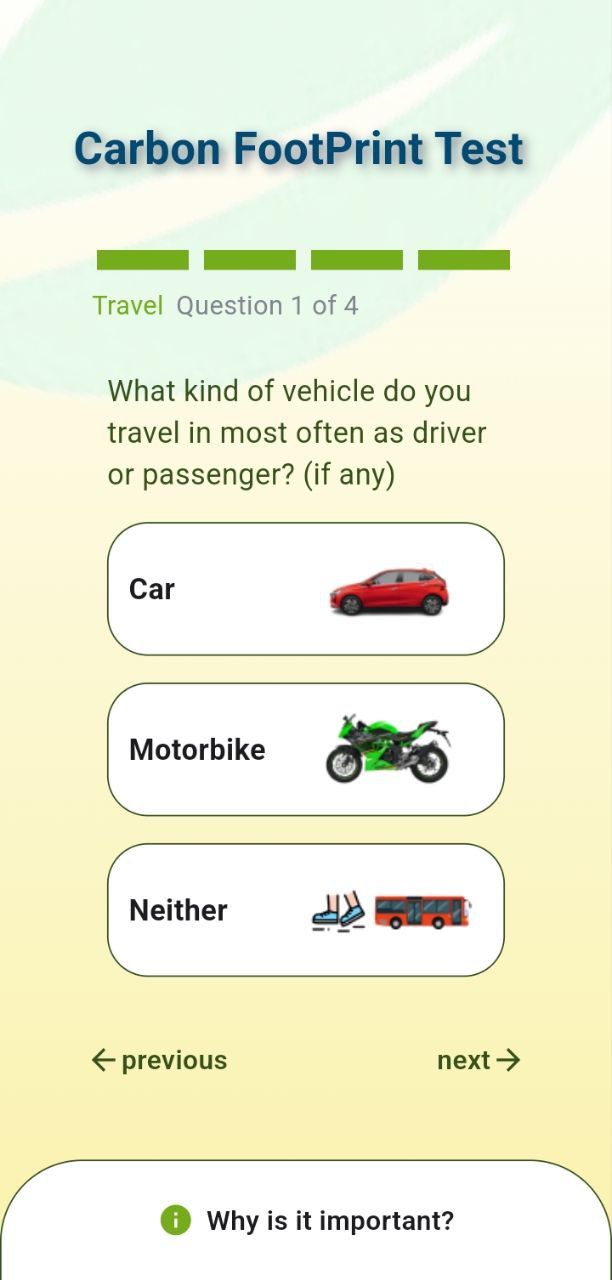 Carbon FootPrint Test
Travel Question 1 of 4
What kind of vehicle do you
travel in most often as driver
or passenger? (if any)
Car
Motorbike
Neither
previous next
Why is it important?